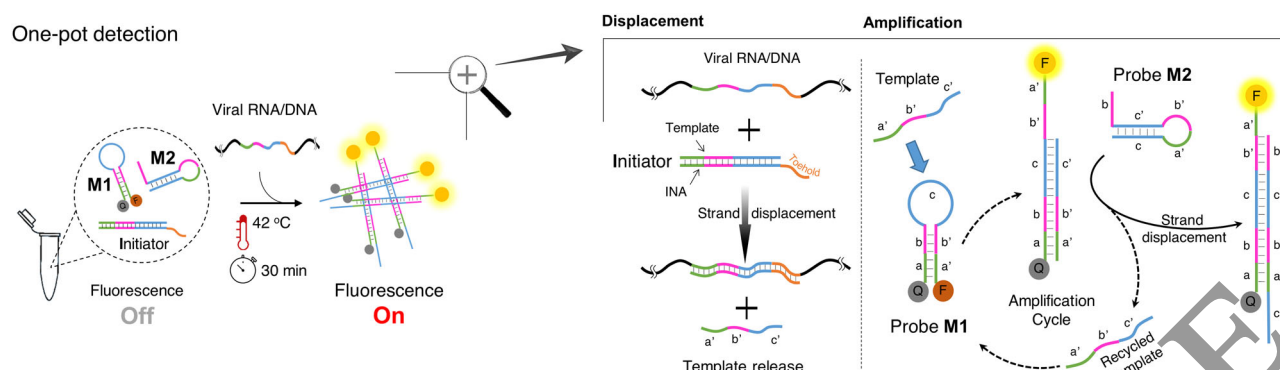 One-pot detection
Viral RNA/DNA
M1
M2
Q
F
Initiator
42 ºC
30 min
Fluorescence
Off
Fluorescence
On
Displacement
Viral RNA/DNA
+
Template
Initiator
Toehold
INA
Strand displacement
+
a' b' c'
Template release
Amplification
Template
a' b' c'
c
b b'
a a'
Q F
Probe M1
F
a'
b'
c c'
b b'
a a'
Q
Amplification
Cycle
Probe M2
b c' b'
c a'
Strand
displacement
a' b' c'
Recycled
F
a'
b' b
c c'
b b'
a a'
Q
c
E